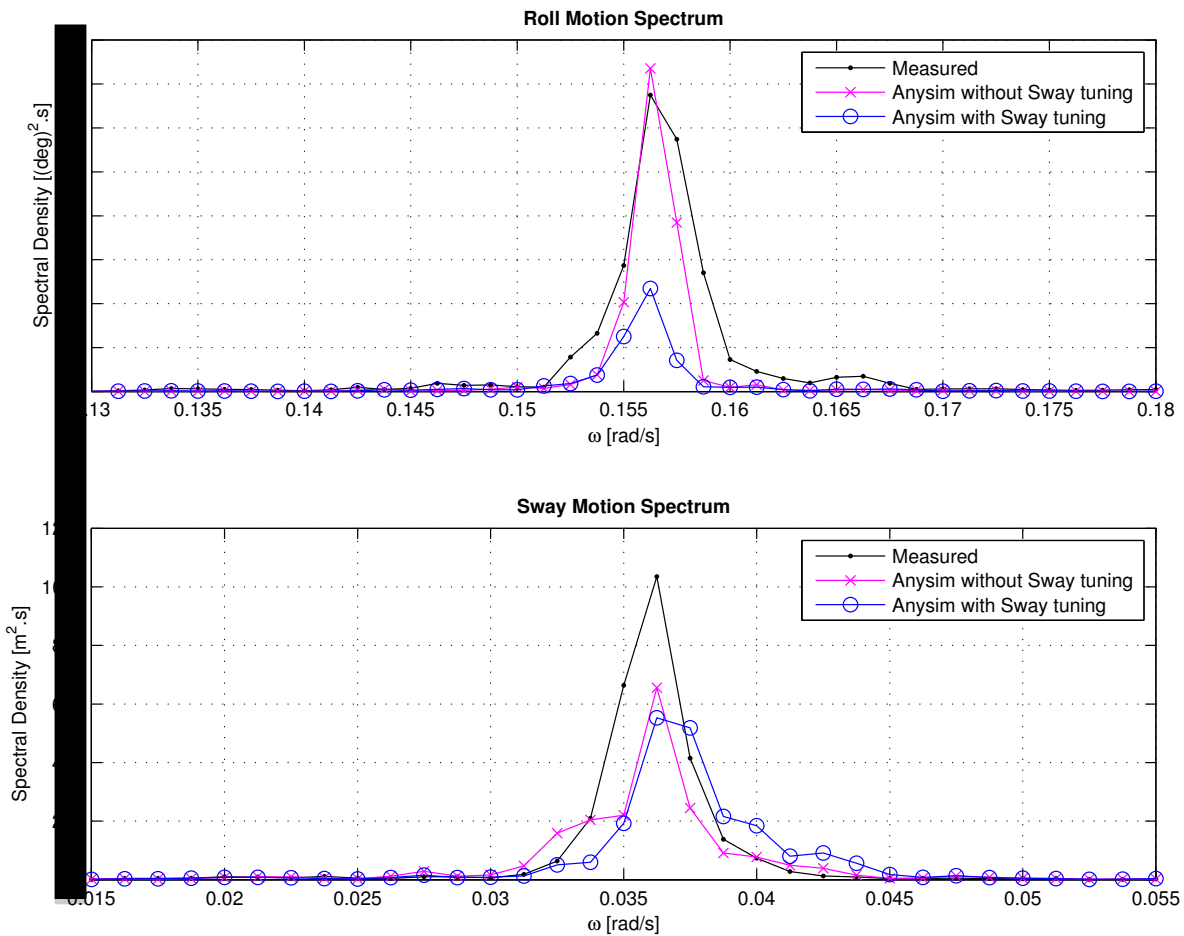 Roll Motion Spectrum
Measured
Anysim without Sway tuning
Anysim with Sway tuning
Spectral Density [(deg)².s]
0.135 0.14 0.145 0.15 0.155 0.16 0.165 0.17 0.175 0.18
ω [rad/s]
Sway Motion Spectrum
Measured
Anysim without Sway tuning
Anysim with Sway tuning
Spectral Density [m².s]
0.02 0.025 0.03 0.035 0.04 0.045 0.05 0.055
ω [rad/s]